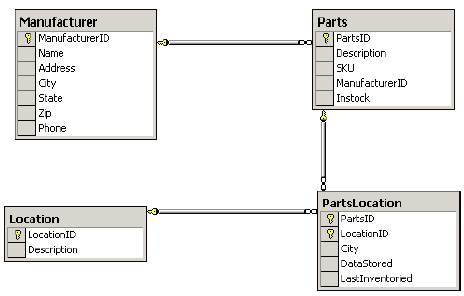 Manufacturer
ManufacturerID
Name
Address
City
State
Zip
Phone
Parts
PartsID
Description
SKU
ManufacturerID
Instock
Location
LocationID
Description
PartsLocation
PartsID
LocationID
City
DataStored
LastInventoried